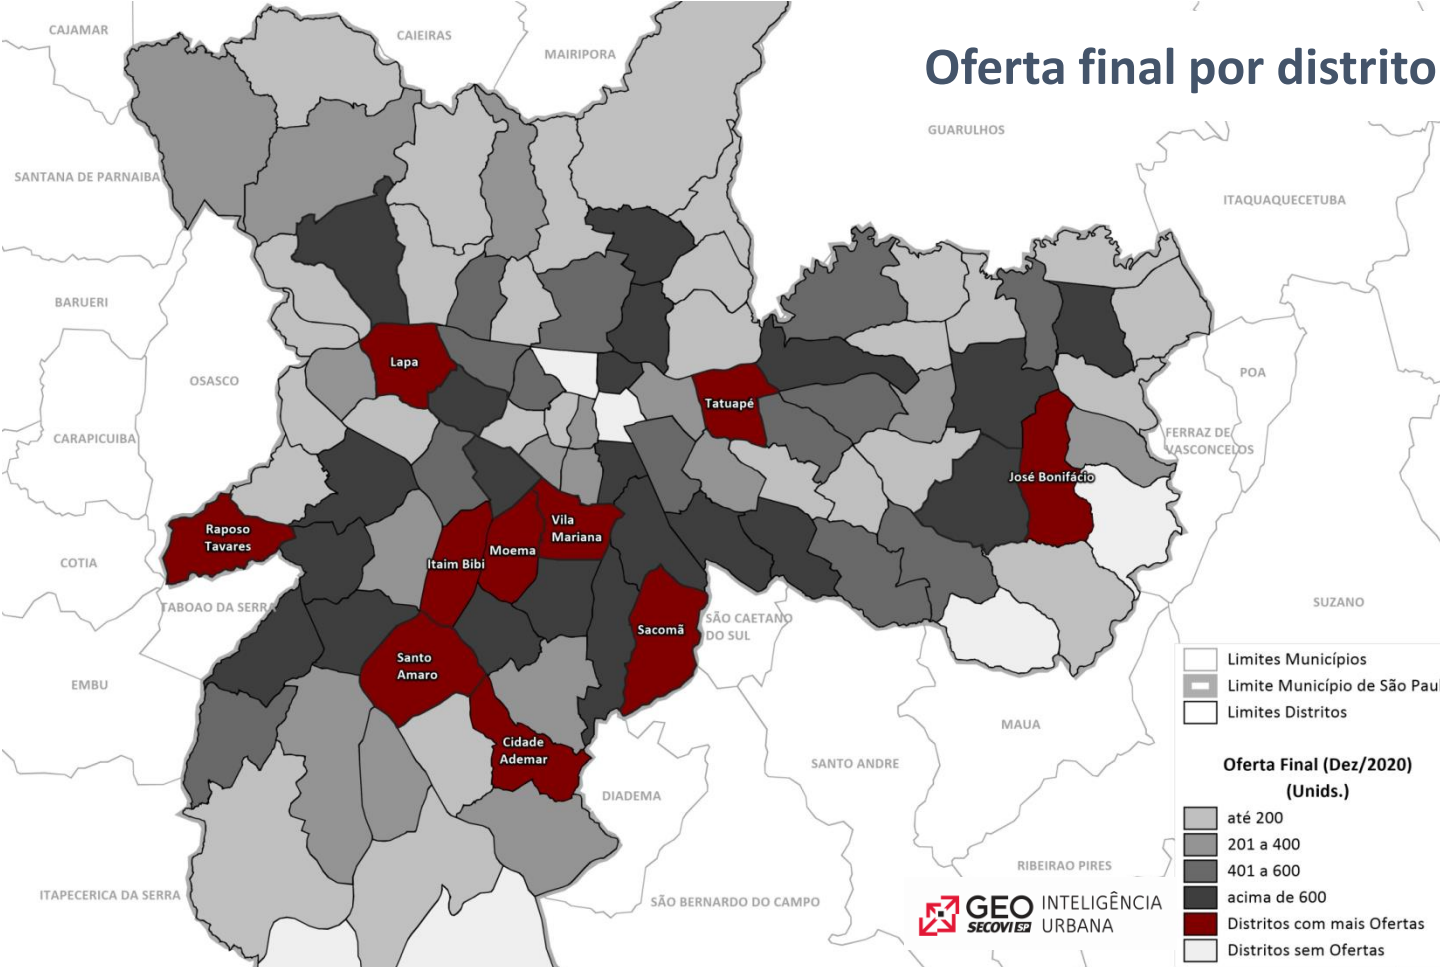 Oferta final por distrito
CAJAMAR
CAIEIRAS
MAIRIPORA
GUARULHOS
SANTANA DE PARNAIBA
ITAQUAQUECETUBA
BARUERI
OSASCO
Lapa
POA
Tatuapé
CARAPICUIBA
FERRAZ DE
VASCONCELOS
José Bonifácio
Raposo
Tavares
Vila
Mariana
Moema
Itaim Bibi
COTIA
TABOAO DA SERRA
SUZANO
SÃO CAETANO
DO SUL
Sacomã
Santo
Amaro
EMBU
MAUA
Cidade
Ademar
SANTO ANDRE
DIADEMA
RIBEIRAO PIRES
ITAPECERICA DA SERRA
SÃO BERNARDO DO CAMPO
GEO
SECOVI SP
INTELIGÊNCIA
URBANA
Limites Municípios
Limite Município de São Paul
Limites Distritos
Oferta Final (Dez/2020)
(Unids.)
até 200
201 a 400
401 a 600
acima de 600
Distritos com mais Ofertas
Distritos sem Ofertas